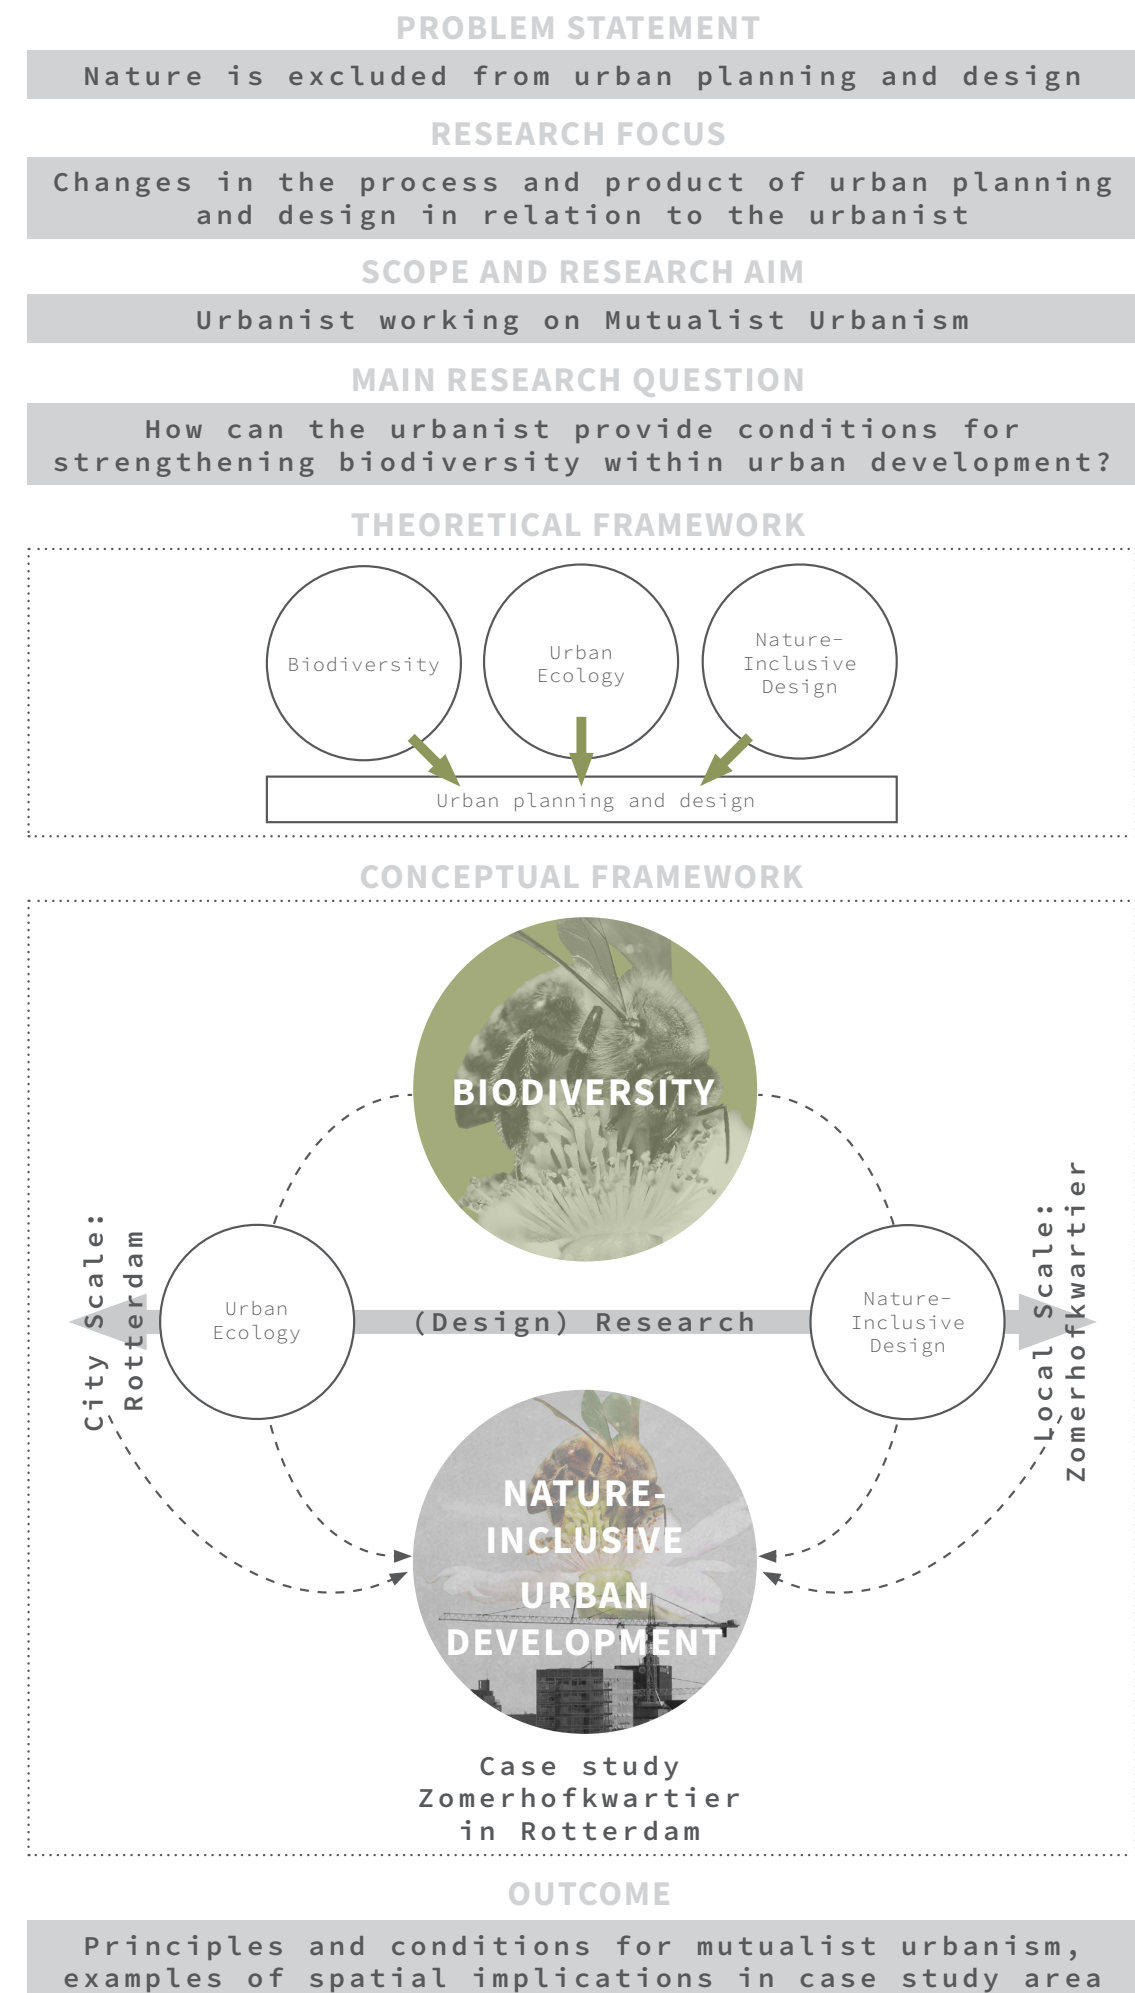 PROBLEM STATEMENT
Nature is excluded from urban planning and design
RESEARCH FOCUS
Changes in the process and product of urban planning
and design in relation to the urbanist
SCOPE AND RESEARCH AIM
Urbanist working on Mutualist Urbanism
MAIN RESEARCH QUESTION
How can the urbanist provide conditions for
strengthening biodiversity within urban development?
THEORETICAL FRAMEWORK
Biodiversity
Urban
Ecology
Nature-
Inclusive
Design
Urban planning and design
CONCEPTUAL FRAMEWORK
BIODIVERSITY
City Scale:
Rotterdam
Urban
Ecology
(Design) Research
Nature-
Inclusive
Design
Local Scale:
Zomerhofkwartier
NATURE-
INCLUSIVE
URBAN
DEVELOPMENT
Case study
Zomerhofkwartier
in Rotterdam
OUTCOME
Principles and conditions for mutualist urbanism,
examples of spatial implications in case study area